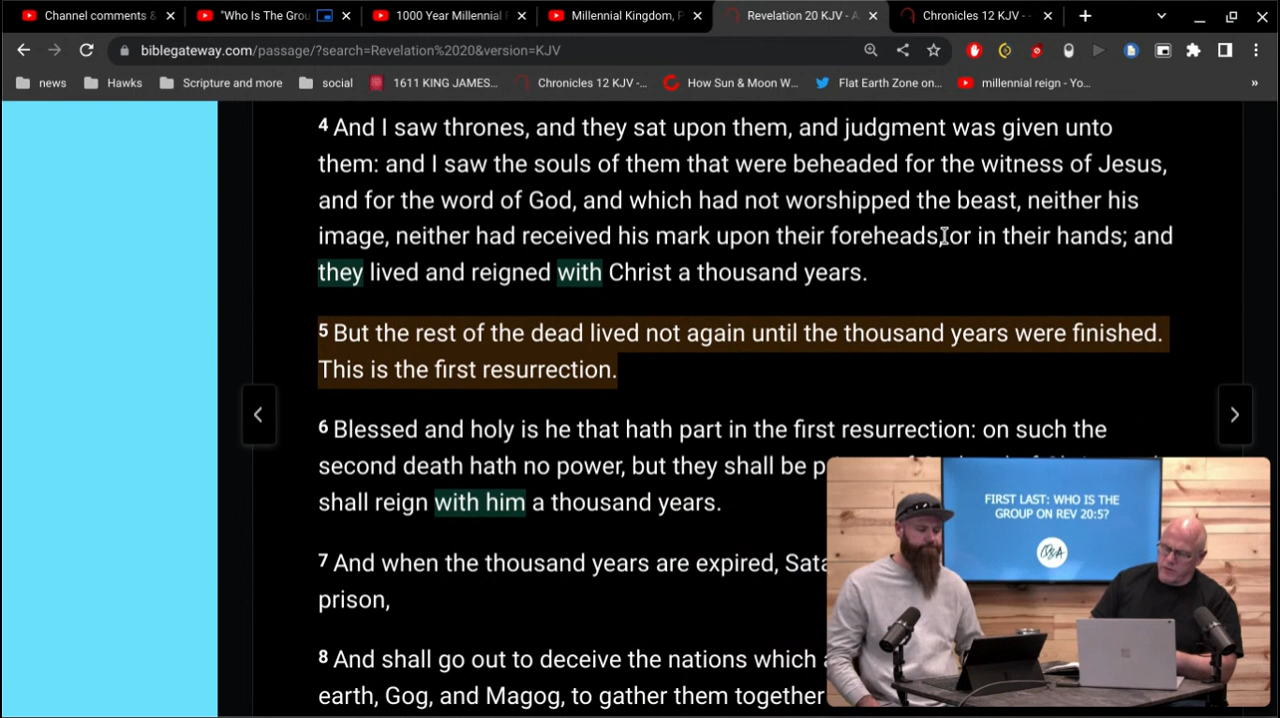 Channel comments &
"Who Is The Grou
1000 Year Millennial
Millennial Kingdom, P
Revelation 20 KJV - A
Chronicles 12 KJV -
biblegateway.com/passage/?search=Revelation%2020&version=KJV
news
Hawks
Scripture and more
social
1611 KING JAMES...
Chronicles 12 KJV -...
How Sun & Moon W...
Flat Earth Zone on...
millennial reign - Yo...
»
4 And I saw thrones, and they sat upon them, and judgment was given unto
them: and I saw the souls of them that were beheaded for the witness of Jesus,
and for the word of God, and which had not worshipped the beast, neither his
image, neither had received his mark upon their foreheads, or in their hands; and
they lived and reigned with Christ a thousand years.
5 But the rest of the dead lived not again until the thousand years were finished.
This is the first resurrection.
6 Blessed and holy is he that hath part in the first resurrection: on such the
second death hath no power, but they shall be
shall reign with him a thousand years.
7 And when the thousand years are expired, Sata
prison,
8 And shall go out to deceive the nations which
earth, Gog, and Magog, to gather them together
FIRST LAST: WHO IS THE
GROUP ON REV 20:5?
Q&A